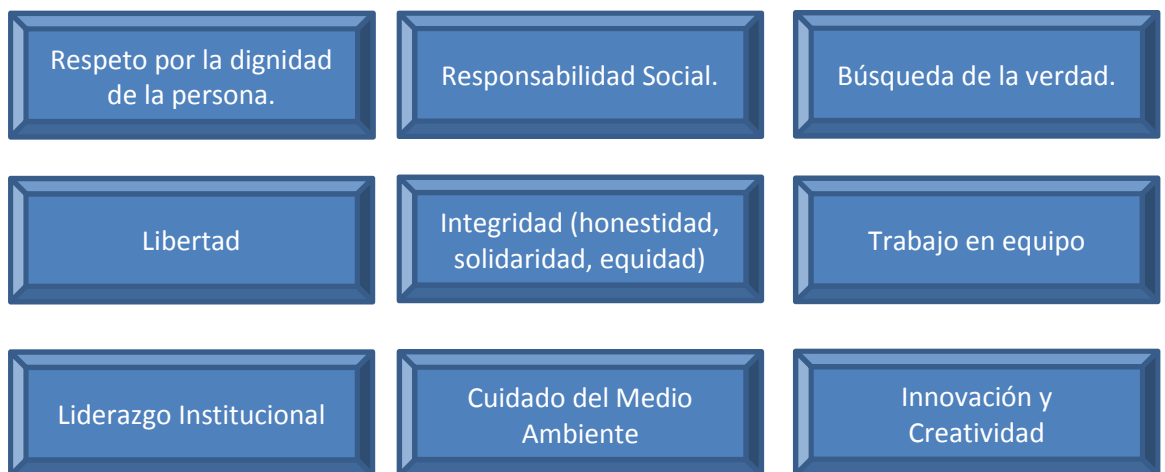 Respeto por la dignidad
de la persona.
Responsabilidad Social.
Búsqueda de la verdad.
Libertad
Integridad (honestidad,
solidaridad, equidad)
Trabajo en equipo
Liderazgo Institucional
Cuidado del Medio
Ambiente
Innovación y
Creatividad